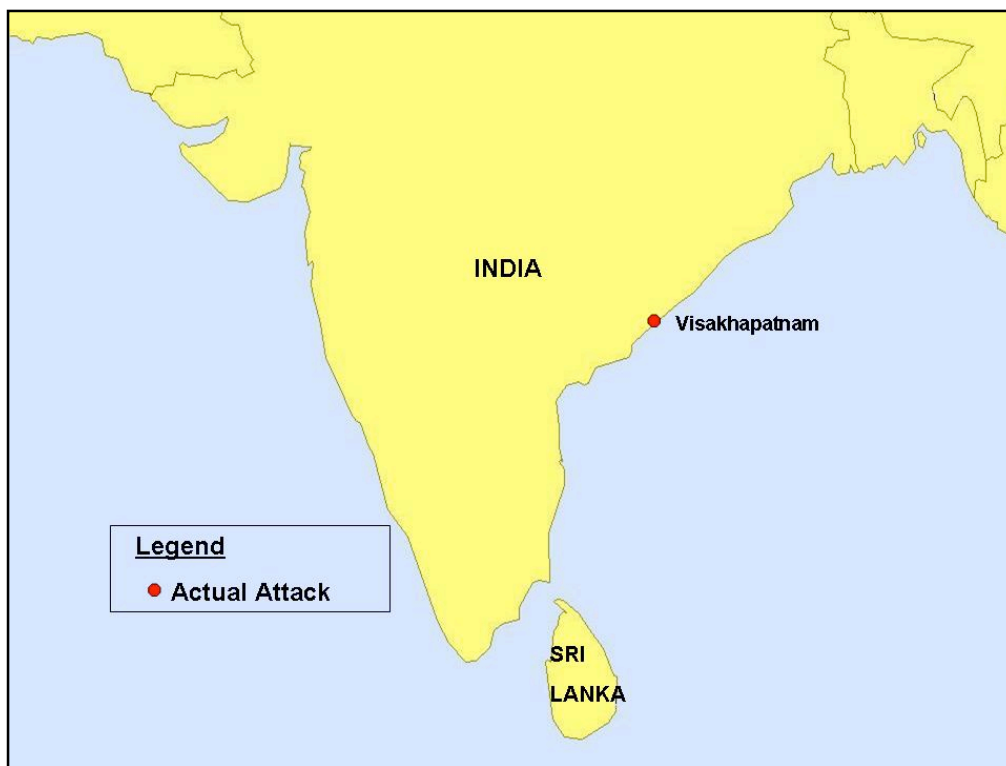 INDIA
Visakhapatnam
Legend
Actual Attack
SRI
LANKA